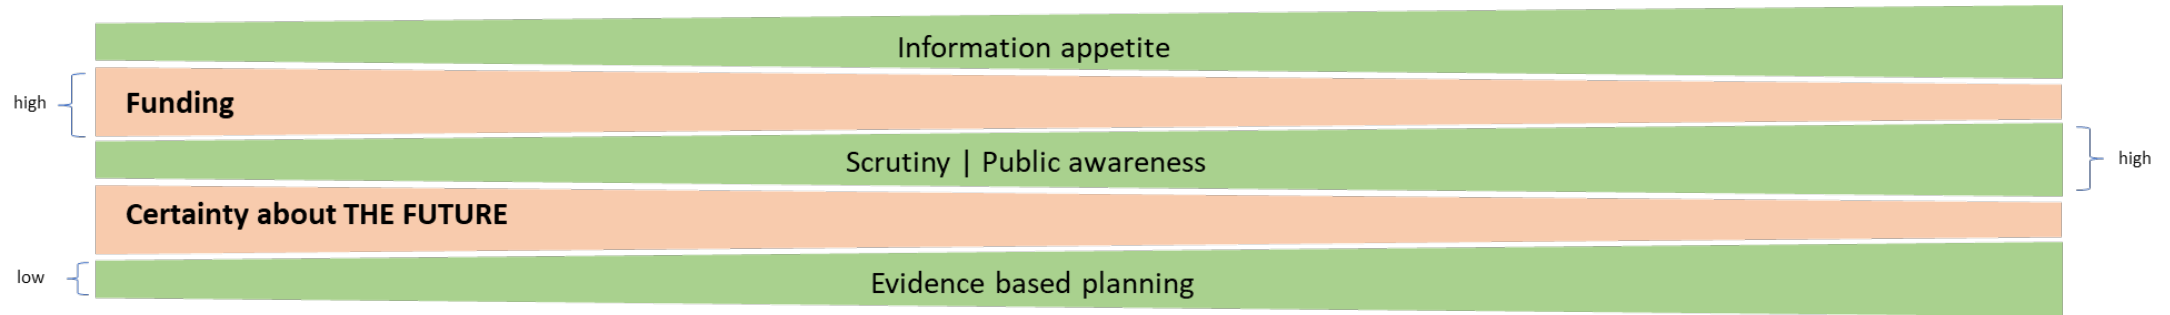 Information appetite
high
Funding
Scrutiny | Public awareness
high
Certainty about THE FUTURE
low
Evidence based planning